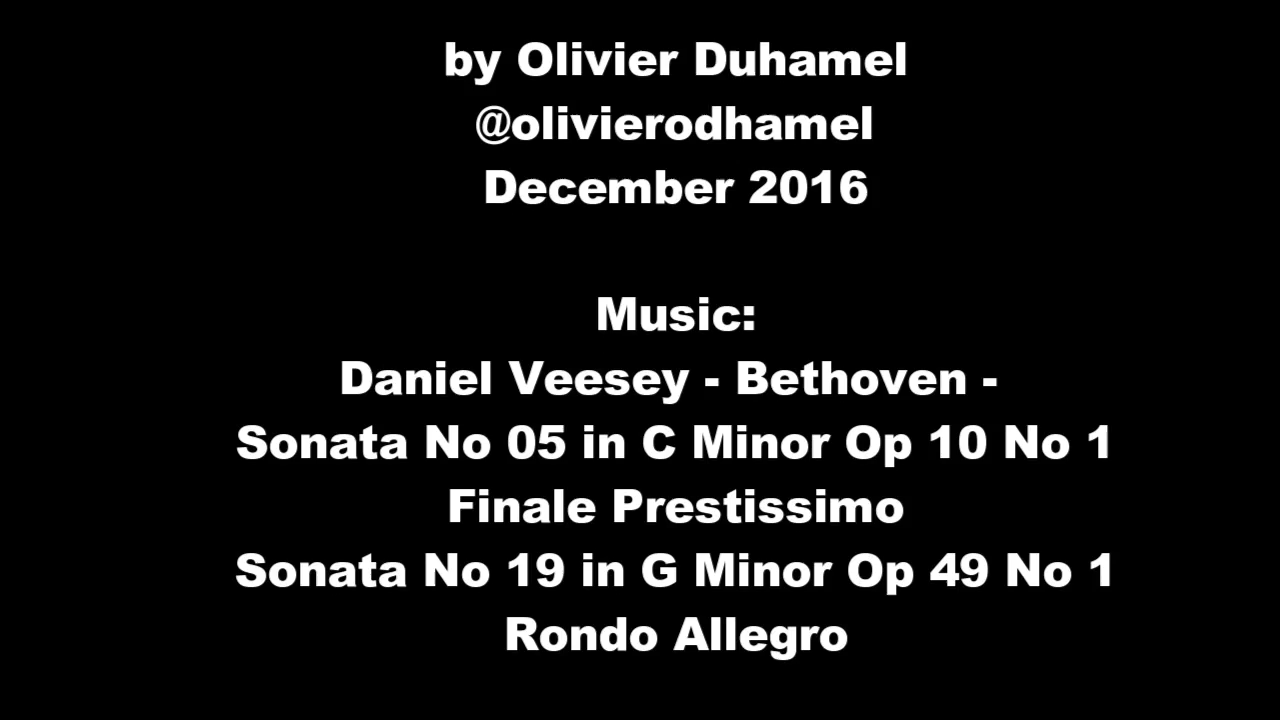 by Olivier Duhamel
@olivierodhamel
December 2016
Music:
Daniel Veesey - Bethoven -
Sonata No 05 in C Minor Op 10 No 1
Finale Prestissimo
Sonata No 19 in G Minor Op 49 No 1
Rondo Allegro